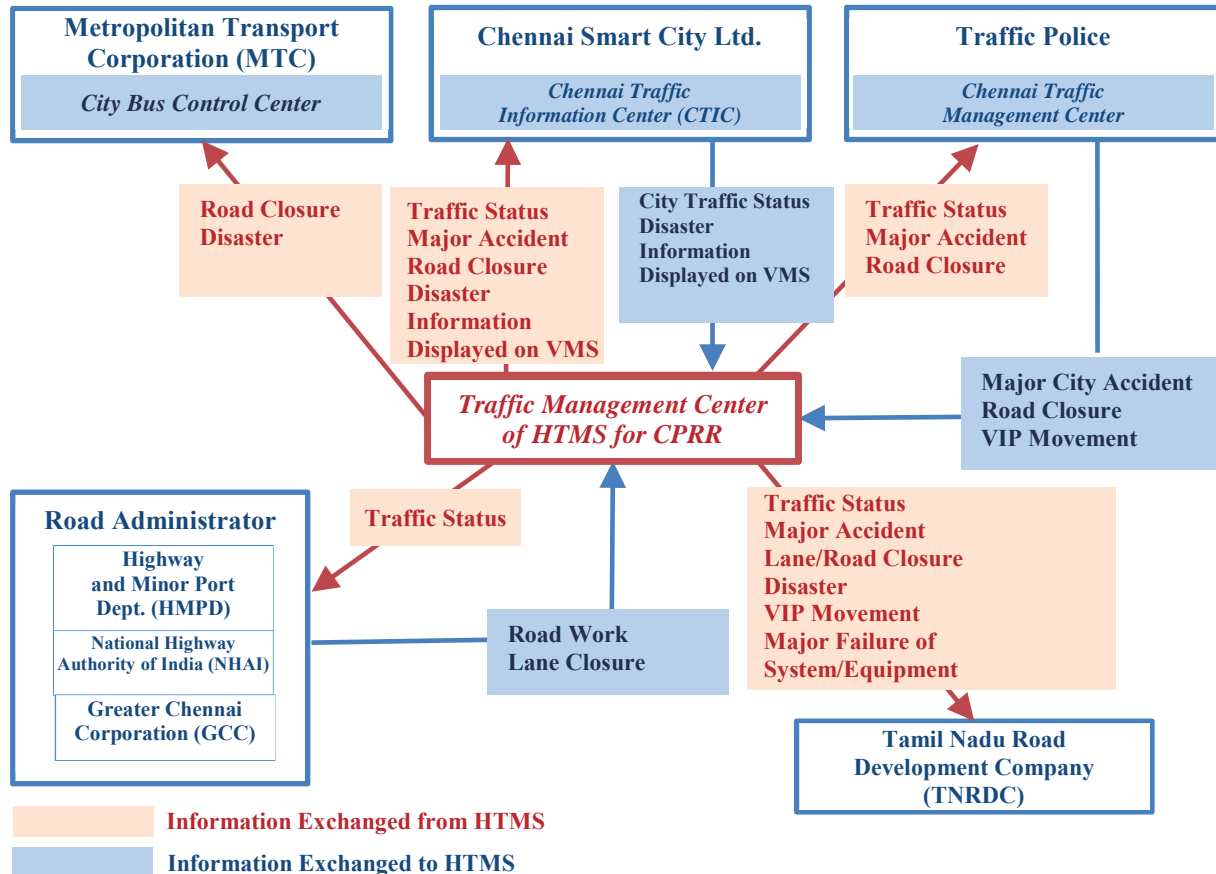 Metropolitan Transport
Corporation (MTC)
City Bus Control Center
Chennai Smart City Ltd.
Chennai Traffic
Information Center (CTIC)
Traffic Police
Chennai Traffic
Management Center
Road Closure
Disaster
Traffic Status
Major Accident
Road Closure
Disaster
Information
Displayed on VMS
City Traffic Status
Disaster
Information
Displayed on VMS
Traffic Status
Major Accident
Road Closure
Major City Accident
Road Closure
VIP Movement
Traffic Management Center
of HTMS for CPRR
Road Administrator
Highway
and Minor Port
Dept. (HMPD)
National Highway
Authority of India (NHAI)
Greater Chennai
Corporation (GCC)
Traffic Status
Road Work
Lane Closure
Traffic Status
Major Accident
Lane/Road Closure
Disaster
VIP Movement
Major Failure of
System/Equipment
Tamil Nadu Road
Development Company
(TNRDC)
Information Exchanged from HTMS
Information Exchanged to HTMS